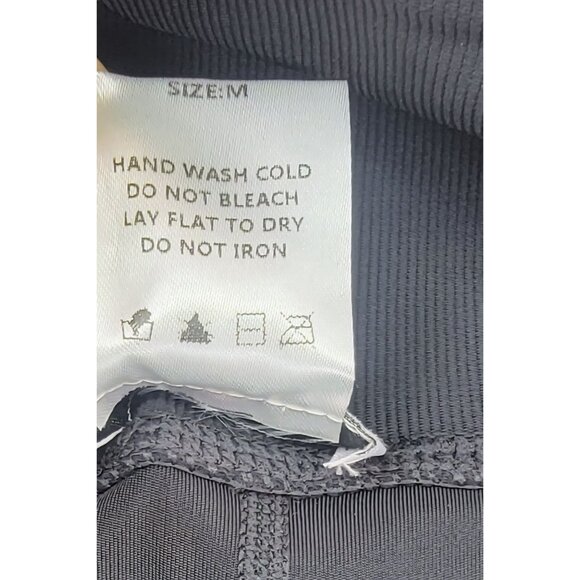 SIZE:M
HAND WASH COLD
DO NOT BLEACH
LAY FLAT TO DRY
DO NOT IRON